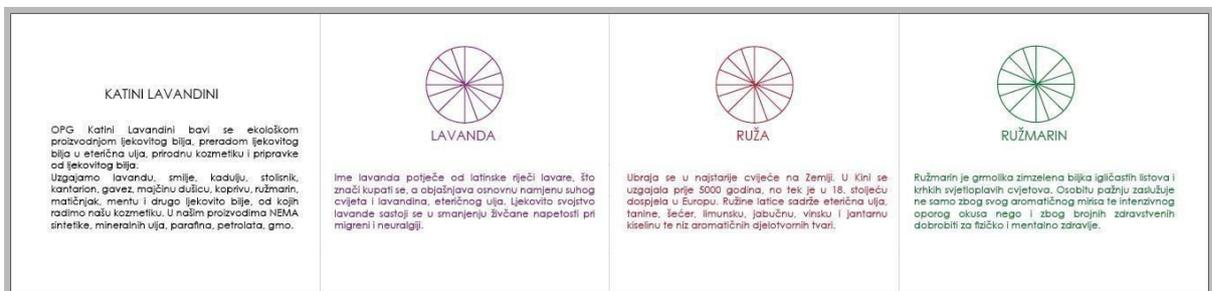 KATINI LAVANDINI
OPG Katini Lavandini bavi se ekološkom
proizvodnjom ljekovitog bilja, preradom ljekovitog
bilja u eterična ulja, prirodnu kozmetiku i pripravke
od ljekovitog bilja.
Uzgajamo lavandu, smilje, kadulju, stolisnik,
kantarion, gavez, majčinu dušicu, koprivu, ružmarin,
matičnjak, mentu i drugo ljekovito bilje, od kojih
radimo našu kozmetiku. U našim proizvodima NEMA
sintetike, mineralnih ulja, parafina, petrolata, gmo.
LAVANDA
Ime lavanda potječe od latinske riječi lavare, što
znači kupati se, a objašnjava osnovnu namjenu suhog
cvijeta i lavandina, eteričnog ulja. Ljekovito svojstvo
lavande sastoji se u smanjenju živčane napetosti pri
migreni i neuralgiji.
RUŽA
Ubraja se u najstarije cvijeće na Zemlji. U Kini se
uzgajala prije 5000 godina, no tek je u 18. stoljeću
dospjela u Europu. Ružine latice sadrže eterična ulja,
tanine, šećer, limunsku, jabučnu, vinsku i jantarnu
kiselinu te niz aromatičnih djelotvornih tvari.
RUŽMARIN
Ružmarin je grmolika zimzelena biljka igličastih listova i
krhkih svjetloplavih cvjetova. Osobitu pažnju zaslužuje
ne samo zbog svog aromatičnog mirisa te intenzivnog
oporog okusa nego i zbog brojnih zdravstvenih
dobrobiti za fizičko i mentalno zdravlje.